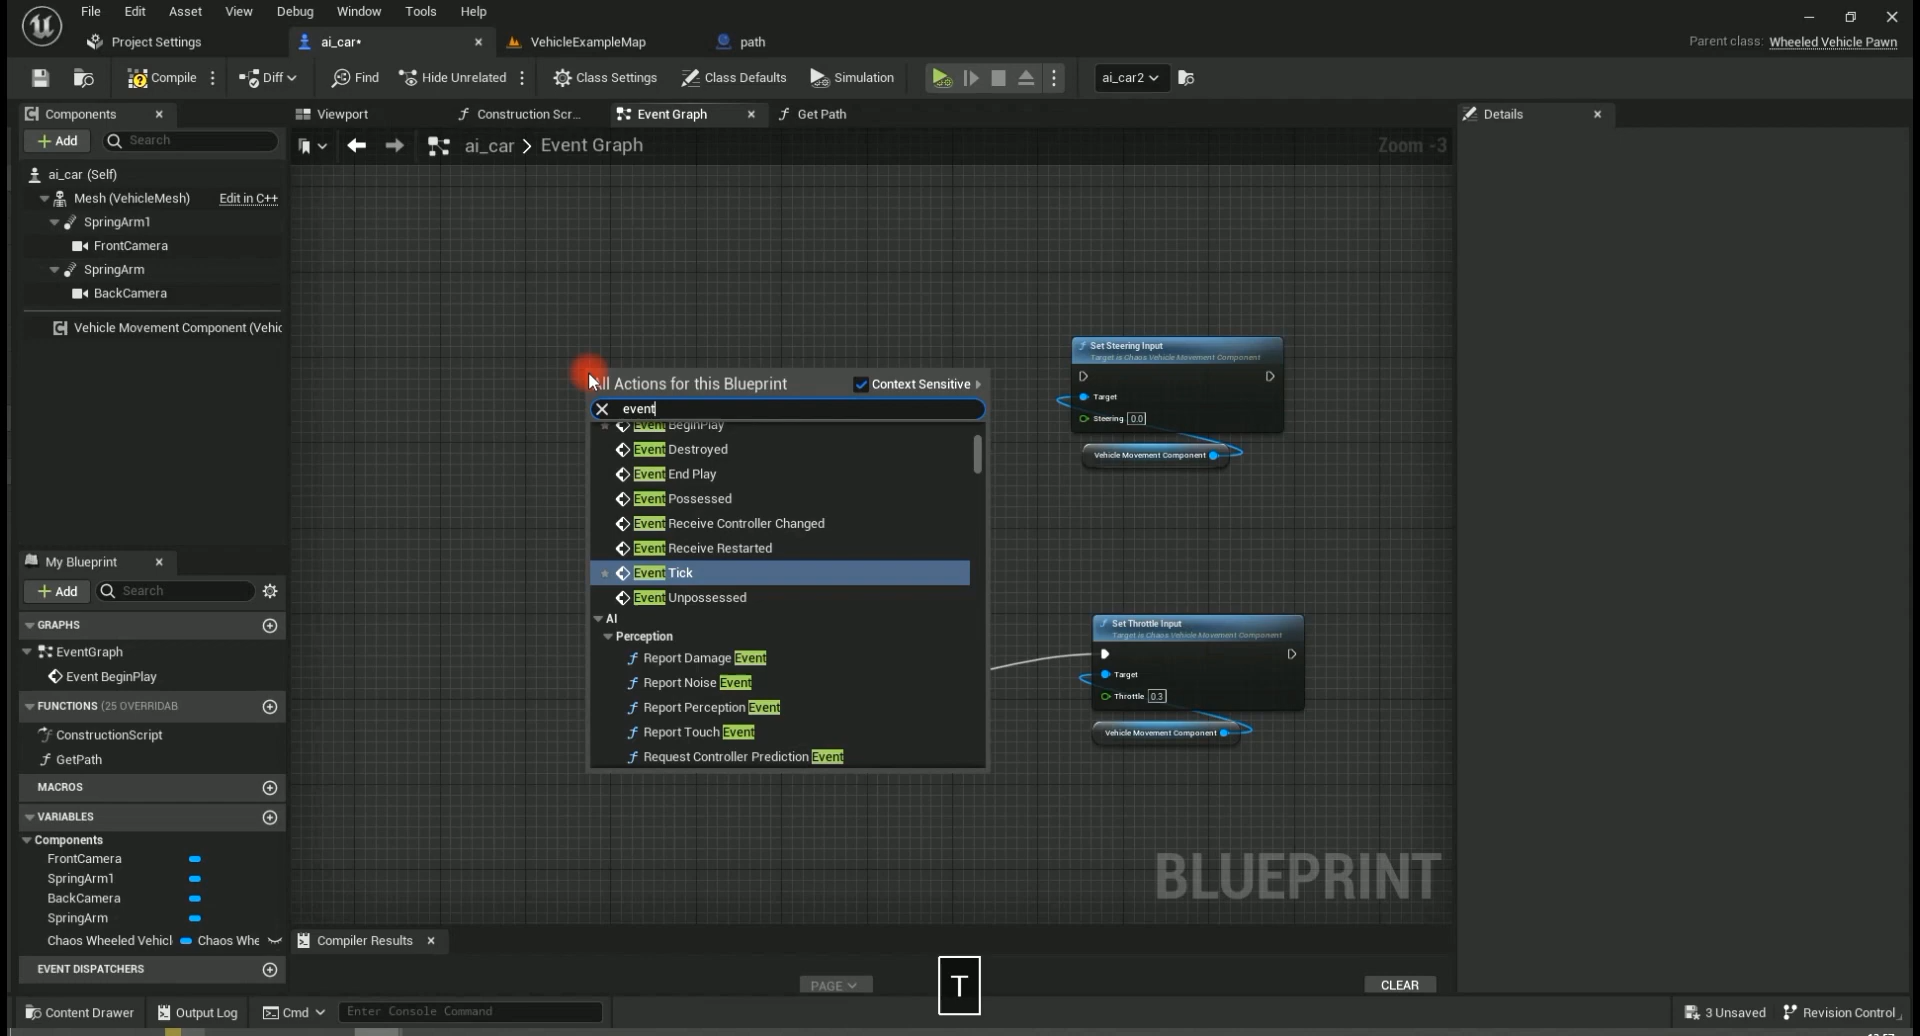 File Edit Asset View Debug Window Tools Help
Project Settings
ai_car•
VehicleExampleMap
path
Parent class: Wheeled Vehicle Pawn
Compile
Diff
Find
Hide Unrelated
Class Settings
Class Defaults
Simulation
ai_car2
Components
Viewport
Construction Scr...
Event Graph
Get Path
Details
Add
Search
ai_car > Event Graph
Zoom -3
ai_car (Self)
Mesh (VehicleMesh)
Edit in C++
SpringArm1
FrontCamera
SpringArm
BackCamera
Vehicle Movement Component (Vehic
Set Steering Input
Target is Chaos Vehicle Movement Component
Target
Steering 0.0
Vehicle Movement Component
All Actions for this Blueprint
Context Sensitive
event
Event BeginPlay
Event Destroyed
Event End Play
Event Possessed
Event Receive Controller Changed
Event Receive Restarted
Event Tick
Event Unpossessed
AI
Perception
Report Damage Event
Report Noise Event
Report Perception Event
Report Touch Event
Request Controller Prediction Event
Set Throttle Input
Target is Chaos Vehicle Movement Component
Target
Throttle 0.3
Vehicle Movement Component
My Blueprint
Add
Search
GRAPHS
EventGraph
Event BeginPlay
FUNCTIONS (25 OVERRIDAB
ConstructionScript
GetPath
MACROS
VARIABLES
Components
FrontCamera
SpringArm1
BackCamera
SpringArm
Chaos Wheeled Vehicl
Chaos Whe
EVENT DISPATCHERS
BLUEPRINT
Compiler Results
PAGE
T
CLEAR
Content Drawer
Output Log
Cmd
Enter Console Command
3 Unsaved
Revision Control